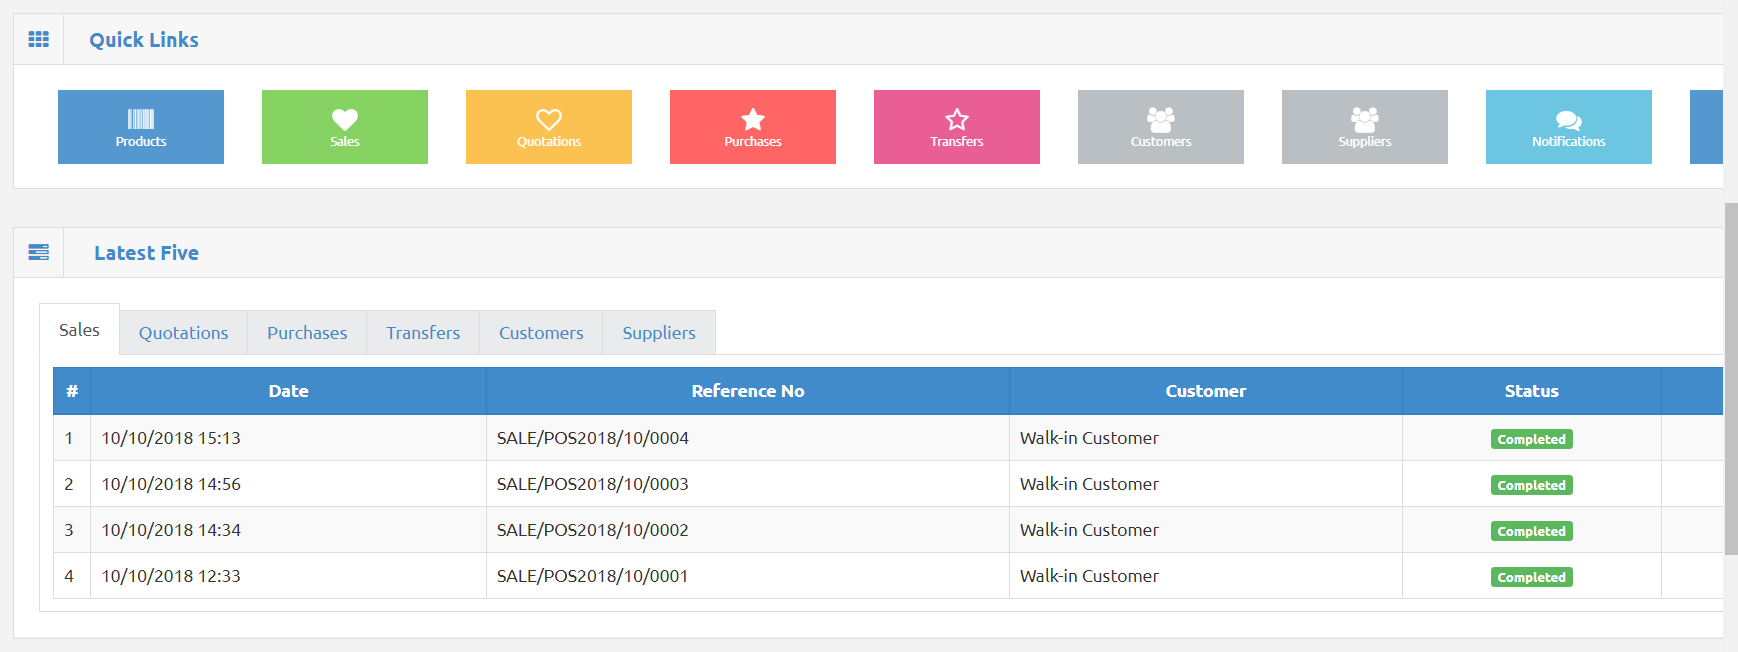 Quick Links
Products Sales Quotations Purchases Transfers Customers Suppliers Notifications
Latest Five
Sales Quotations Purchases Transfers Customers Suppliers
# Date Reference No Customer Status
1 10/10/2018 15:13 SALE/POS2018/10/0004 Walk-in Customer Completed
2 10/10/2018 14:56 SALE/POS2018/10/0003 Walk-in Customer Completed
3 10/10/2018 14:34 SALE/POS2018/10/0002 Walk-in Customer Completed
4 10/10/2018 12:33 SALE/POS2018/10/0001 Walk-in Customer Completed